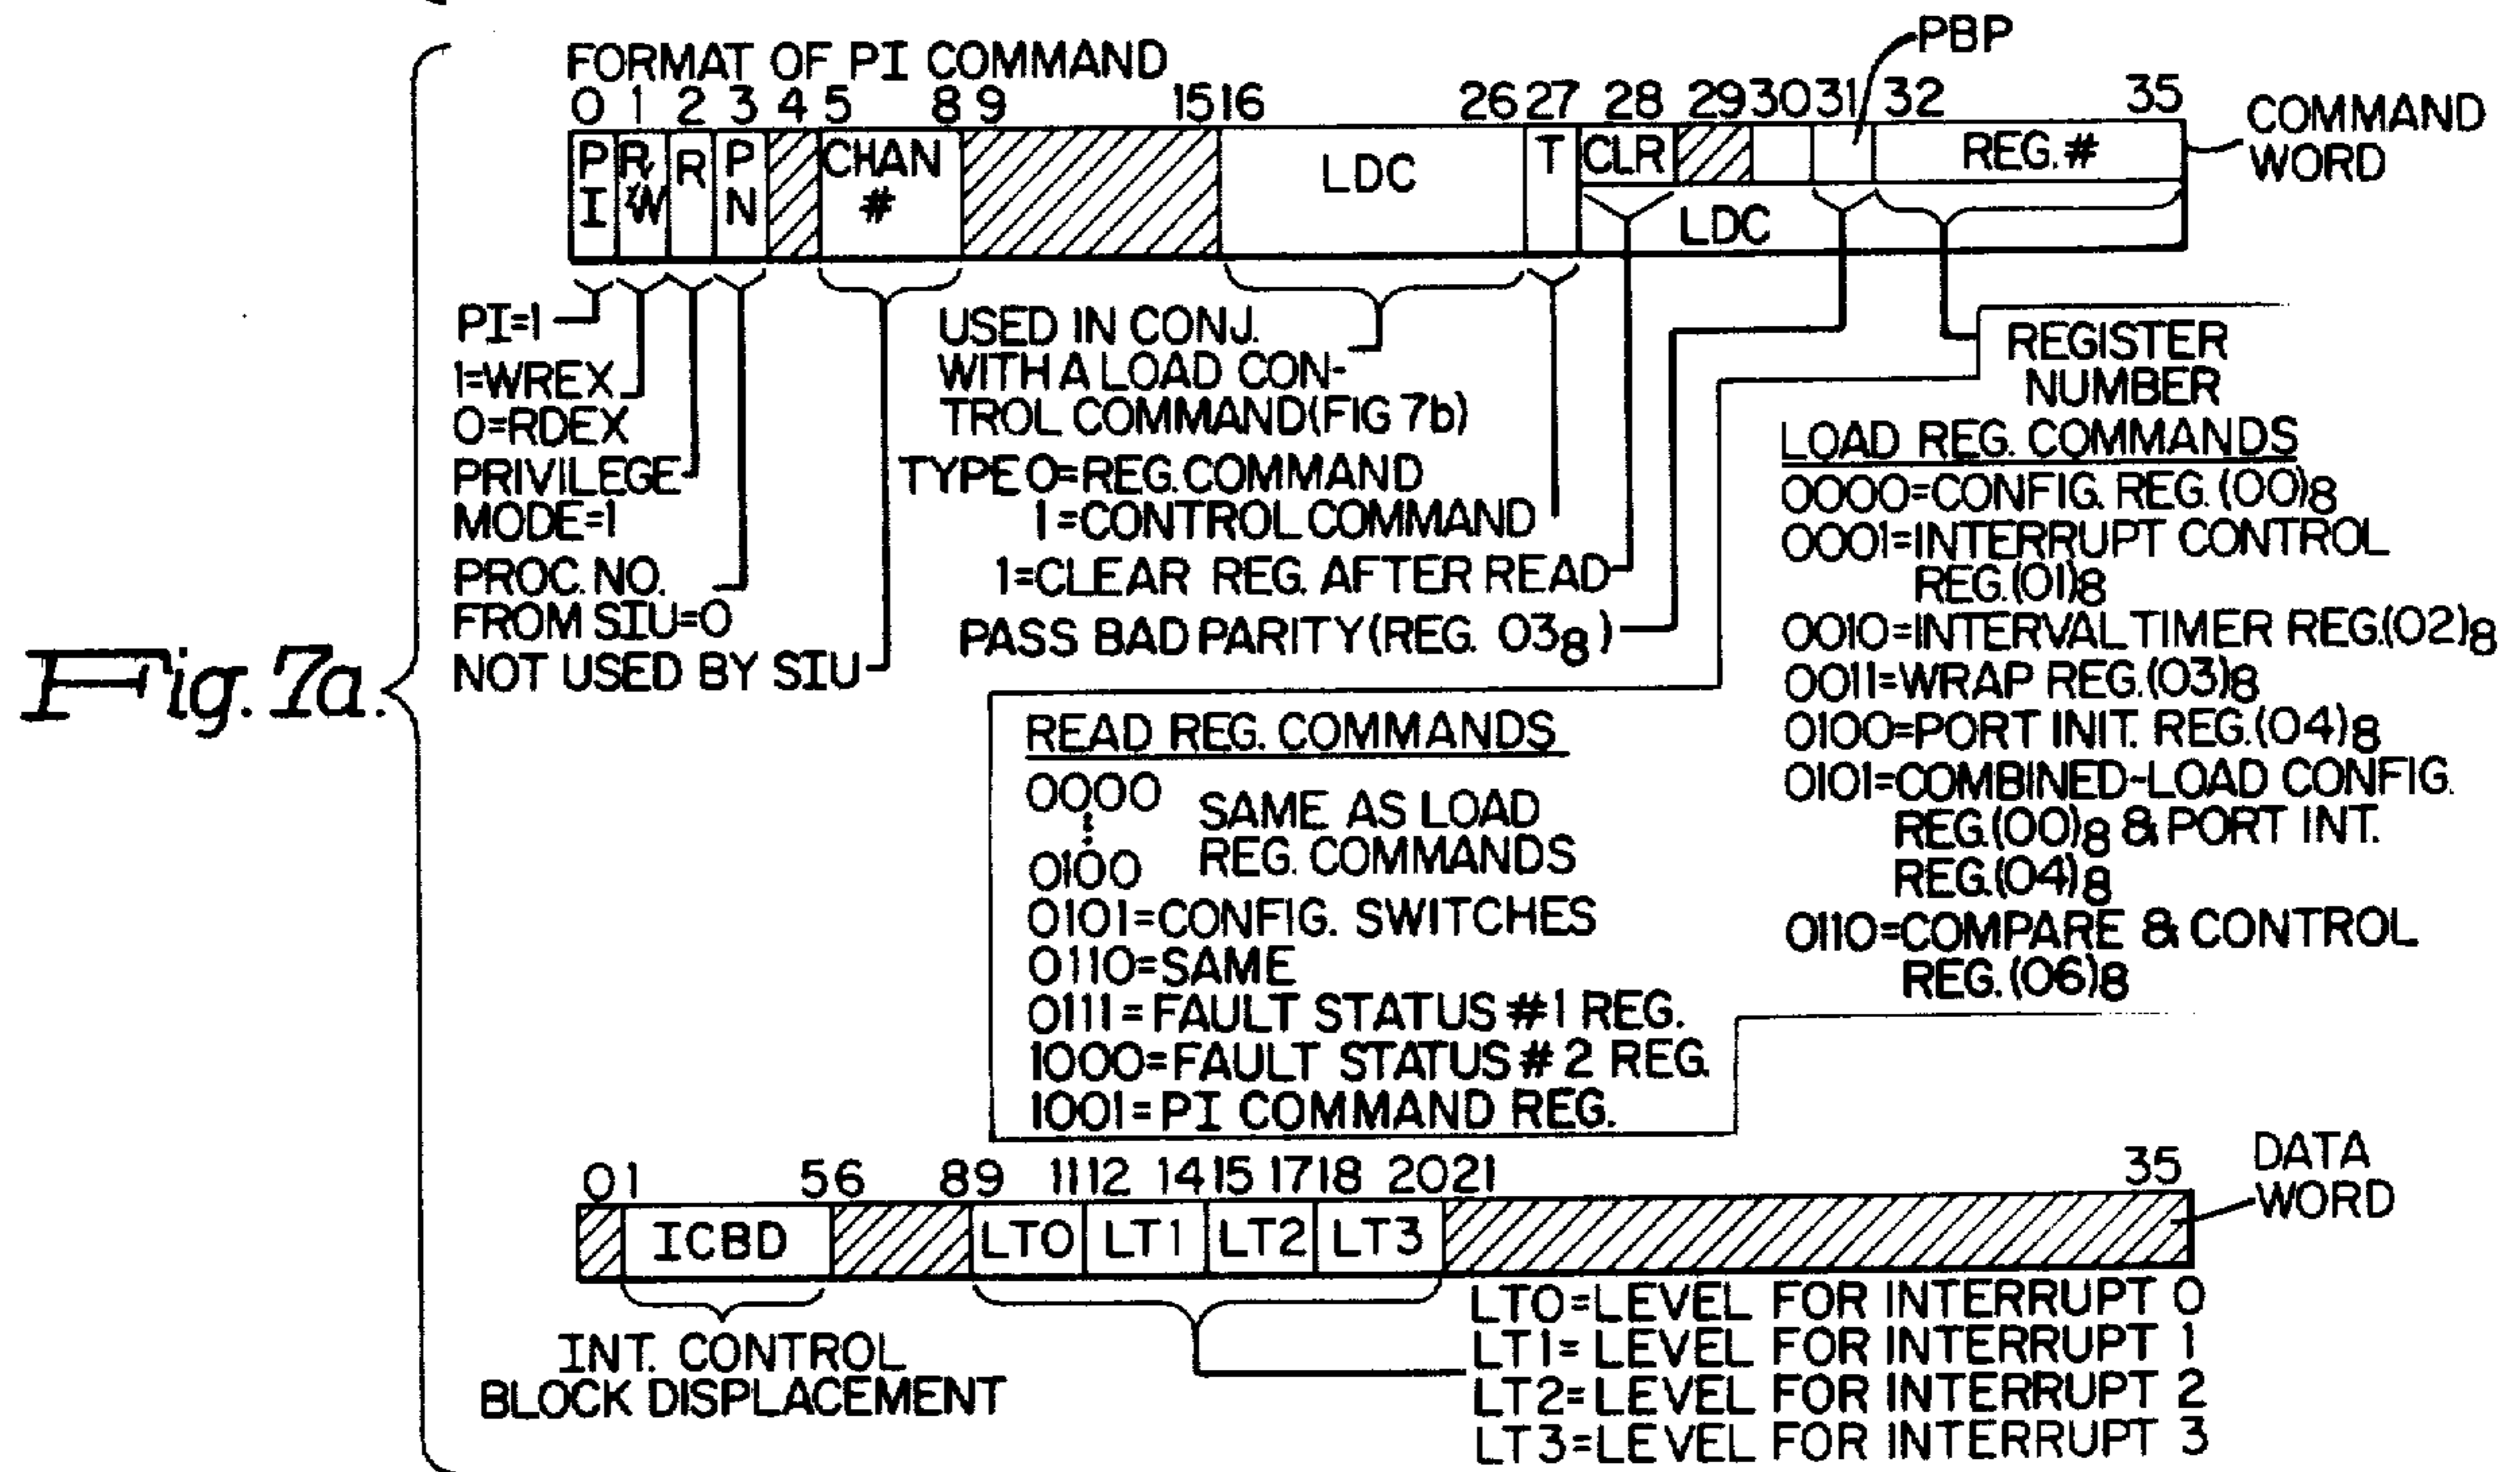 FORMAT OF PI COMMAND
PBP
0 1 2 3 4 5 8 9 15 16 26 27 28 29 30 31 32 35
COMMAND WORD
PI R/W R PN CHAN # LDC T CLR REG.#
LDC
PI=1
1=WREX
0=RDEX
PRIVILEGE
MODE=1
PROC. NO.
FROM SIU=0
NOT USED BY SIU
USED IN CONJ.
WITH A LOAD CON-
TROL COMMAND(FIG 7b)
TYPE 0=REG. COMMAND
1=CONTROL COMMAND
1=CLEAR REG. AFTER READ
PASS BAD PARITY(REG. 038)
REGISTER
NUMBER
LOAD REG. COMMANDS
0000=CONFIG. REG.(00)8
0001=INTERRUPT CONTROL
REG.(01)8
0010=INTERVAL TIMER REG.(02)8
0011=WRAP REG.(03)8
0100=PORT INIT. REG.(04)8
0101=COMBINED-LOAD CONFIG.
REG.(00)8 & PORT INT.
REG.(04)8
0110=COMPARE & CONTROL
REG.(06)8
Fig. 7a.
READ REG. COMMANDS
0000
SAME AS LOAD
REG. COMMANDS
0100
0101=CONFIG. SWITCHES
0110=SAME
0111=FAULT STATUS #1 REG.
1000=FAULT STATUS # 2 REG.
1001=PI COMMAND REG.
0 1 5 6 8 9 11 12 14 15 17 18 20 21 35
DATA
WORD
ICBD LT0 LT1 LT2 LT3
INT. CONTROL
BLOCK DISPLACEMENT
LT0=LEVEL FOR INTERRUPT 0
LT1=LEVEL FOR INTERRUPT 1
LT2=LEVEL FOR INTERRUPT 2
LT3=LEVEL FOR INTERRUPT 3